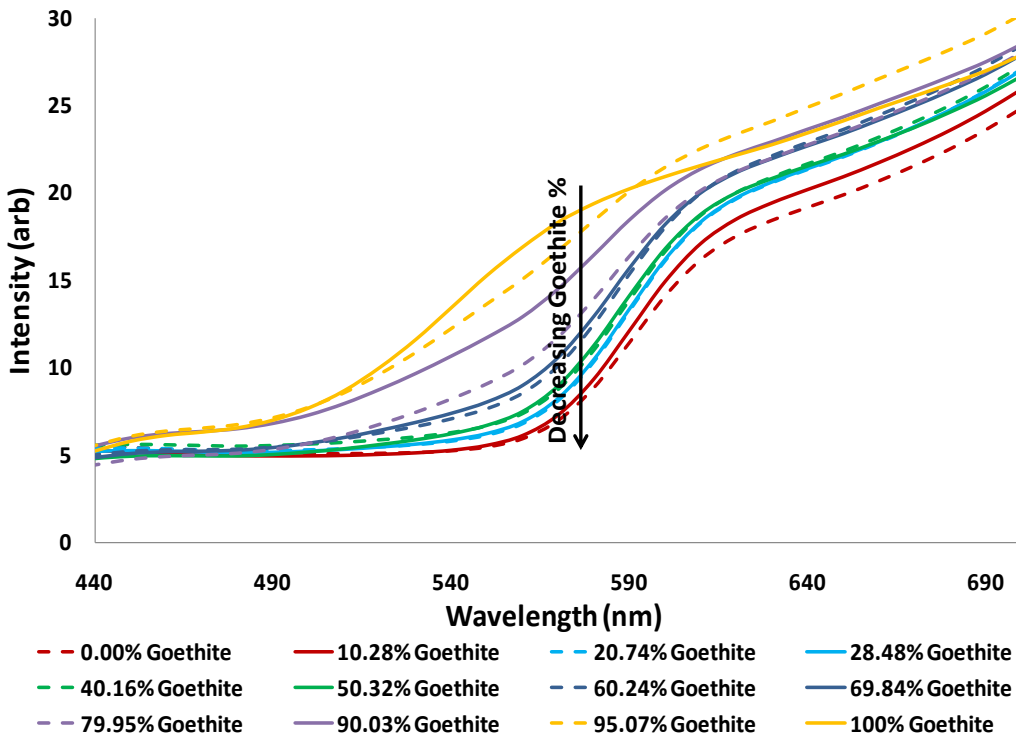 30
25
20
15
10
5
0
Intensity (arb)
Decreasing Goethite %
440 490 540 590 640 690
Wavelength (nm)
0.00% Goethite 10.28% Goethite 20.74% Goethite 28.48% Goethite
40.16% Goethite 50.32% Goethite 60.24% Goethite 69.84% Goethite
79.95% Goethite 90.03% Goethite 95.07% Goethite 100% Goethite